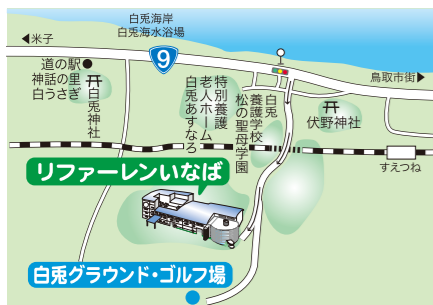 白兎海岸
白兎海水浴場
◀米子
9
道の駅
神話の里
白うさぎ
白兎神社
特別養護
老人ホーム
白兎あすなろ
白兎
養護学校
松の聖母学園
鳥取市街▶
伏野神社
すえつね
リファーレンいなば
白兎グラウンド・ゴルフ場